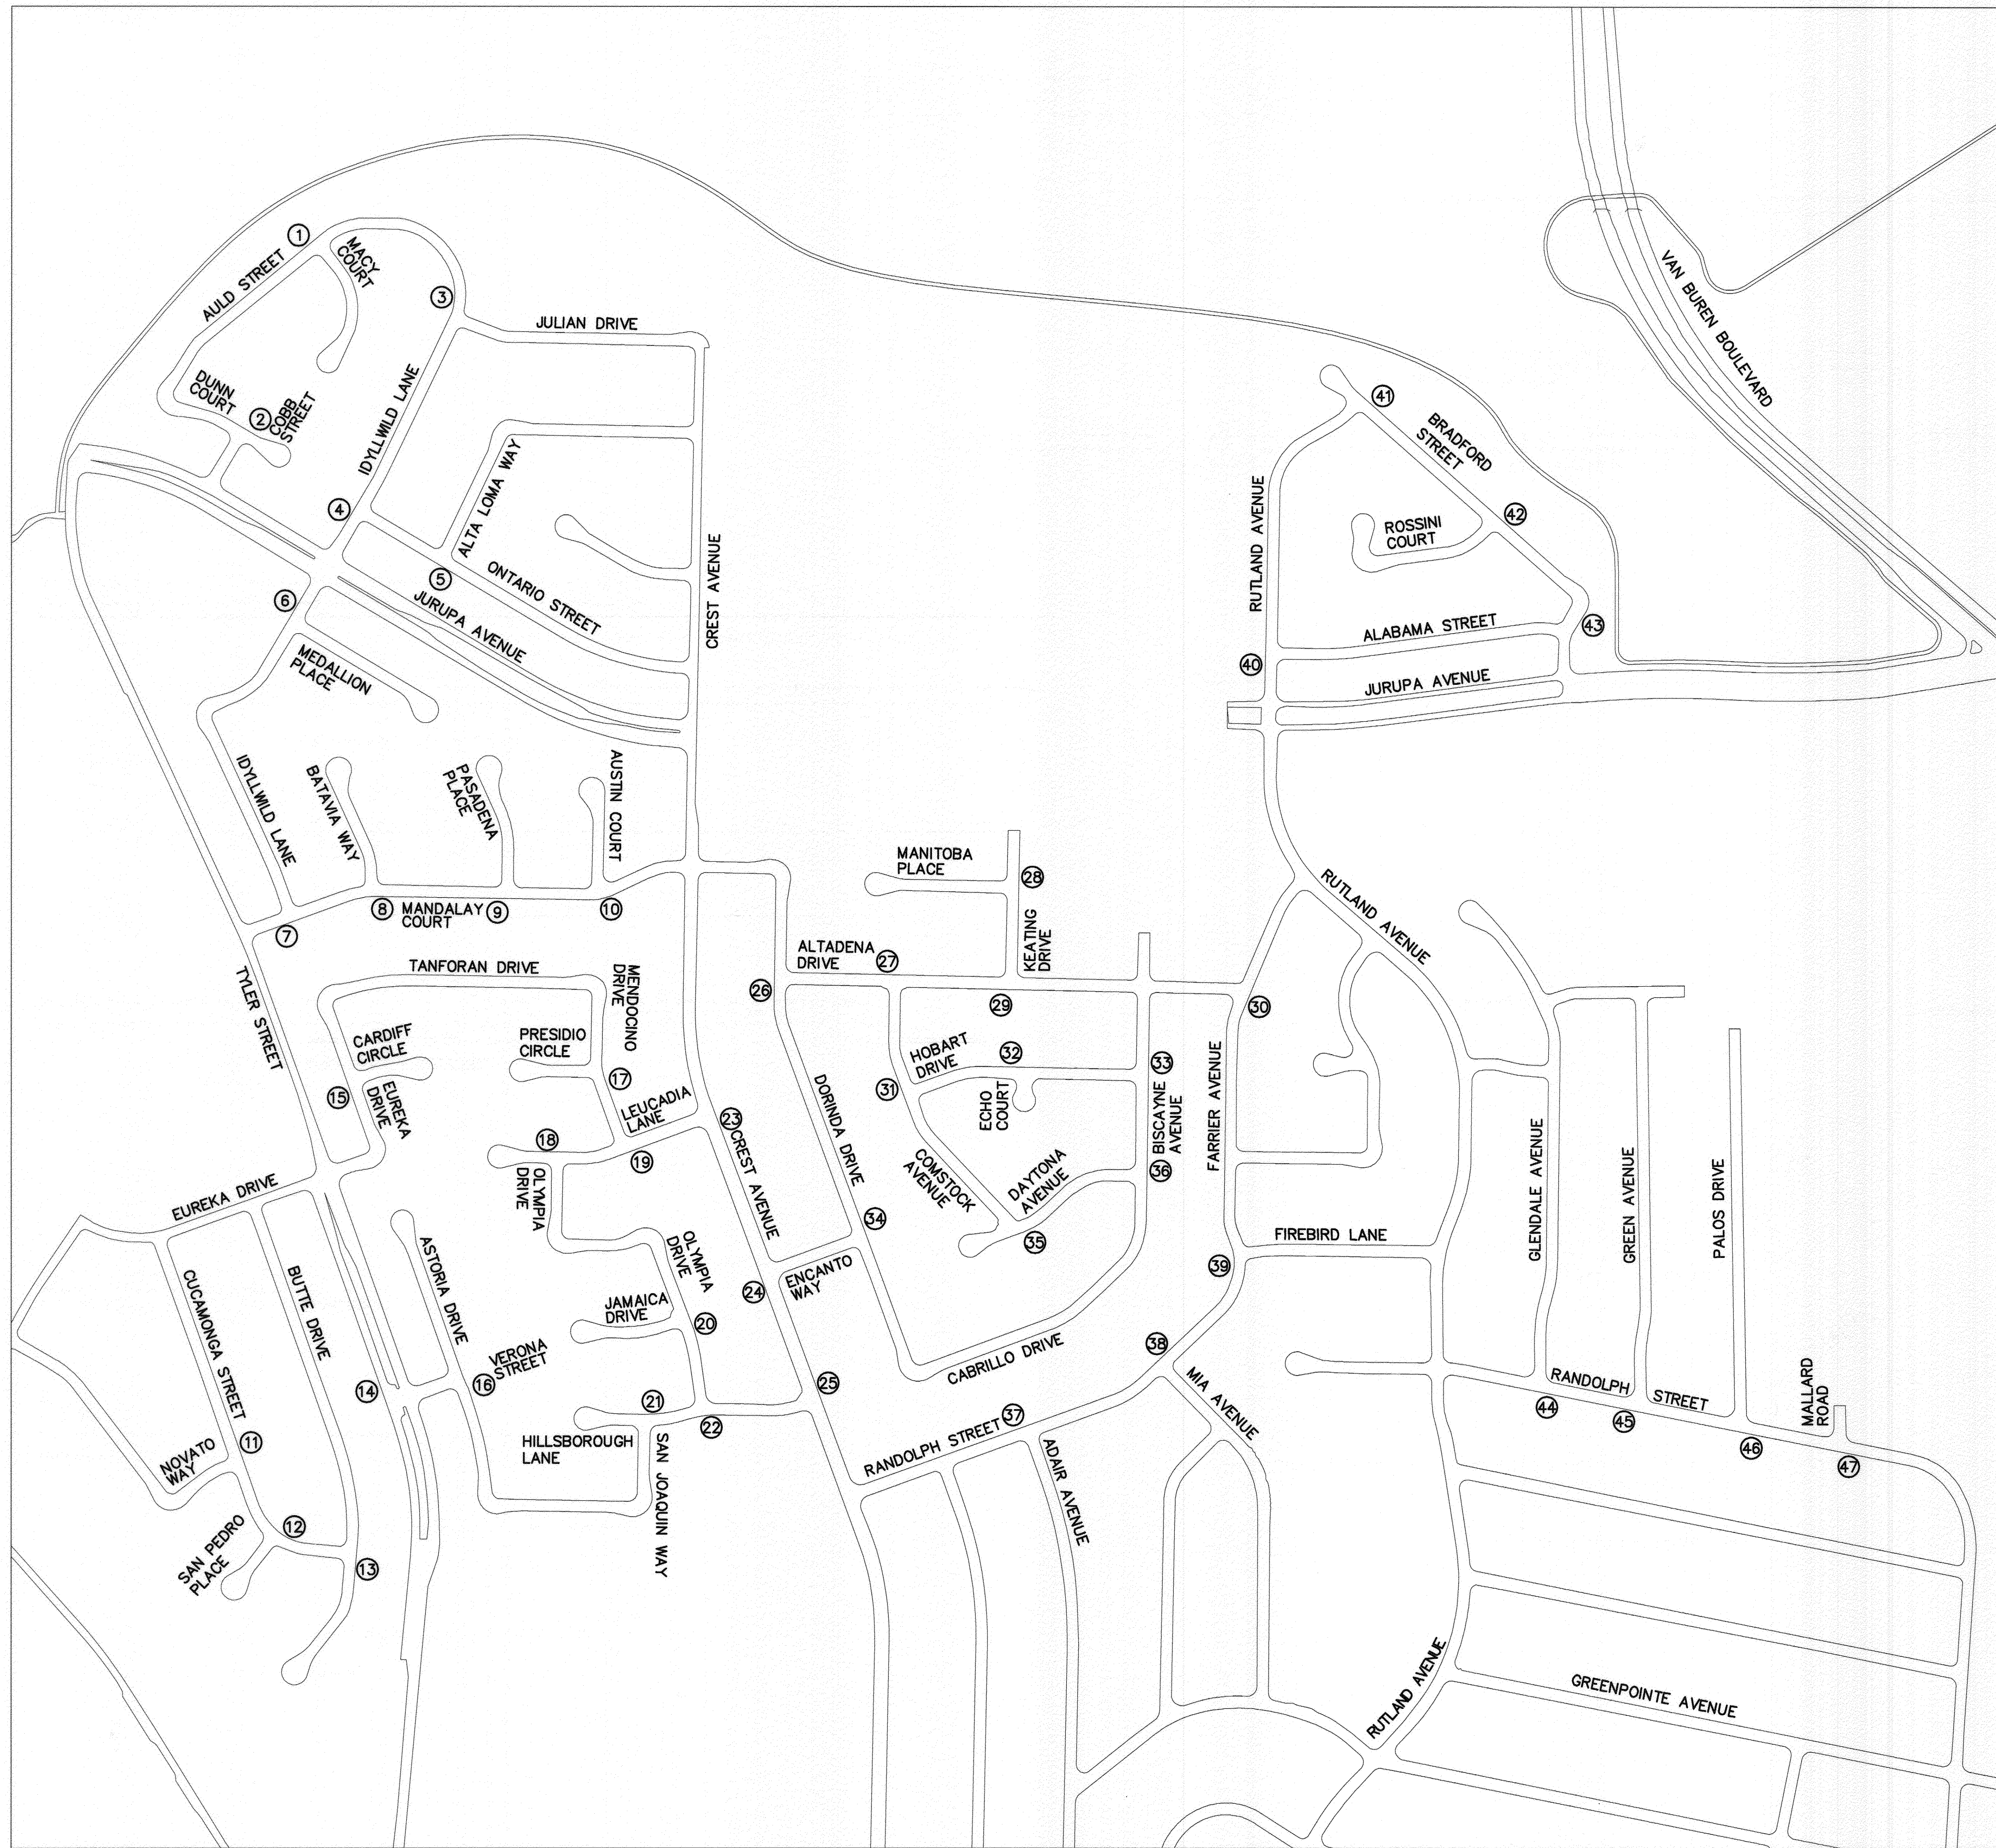 1
MACY
COURT
AULD STREET
3
JULIAN DRIVE
VAN BUREN BOULEVARD
DUNN
COURT
2
COBB
STREET
IDYLLWILD LANE
41
BRADFORD
STREET
4
ALTA LOMA WAY
5
ONTARIO STREET
CREST AVENUE
RUTLAND AVENUE
42
ROSSINI
COURT
6
JURUPA AVENUE
ALABAMA STREET
43
40
JURUPA AVENUE
MEDALLION
PLACE
IDYLLWILD LANE
BATAVIA WAY
PASADENA
PLACE
AUSTIN COURT
MANITOBA
PLACE
28
RUTLAND AVENUE
7
8
MANDALAY
COURT
9
10
KEATING
DRIVE
ALTADENA
DRIVE
27
TANFORAN DRIVE
MENDOCINO
DRIVE
26
29
30
TYLER STREET
CARDIFF
CIRCLE
PRESIDIO
CIRCLE
HOBART
DRIVE
32
33
15
EUREKA
DRIVE
17
LEUCADIA
LANE
23
DORINDA DRIVE
31
ECHO
COURT
BISCAYNE
AVENUE
FARRIER AVENUE
18
19
OLYMPIA
DRIVE
CREST AVENUE
COMSTOCK
AVENUE
DAYTONA
AVENUE
36
GLENDALE AVENUE
GREEN AVENUE
PALOS DRIVE
EUREKA DRIVE
34
35
FIREBIRD LANE
39
ASTORIA DRIVE
OLYMPIA
DRIVE
24
ENCANTO
WAY
CUCAMONGA STREET
BUTTE DRIVE
JAMAICA
DRIVE
20
VERONA
STREET
CABRILLO DRIVE
38
14
16
25
MIA AVENUE
RANDOLPH
STREET
MALLARD
ROAD
21
22
37
44
45
46
47
11
NOVATO
WAY
HILLSBOROUGH
LANE
SAN JOAQUIN WAY
RANDOLPH STREET
ADAIR AVENUE
12
SAN PEDRO
PLACE
13
RUTLAND AVENUE
GREENPOINTE AVENUE